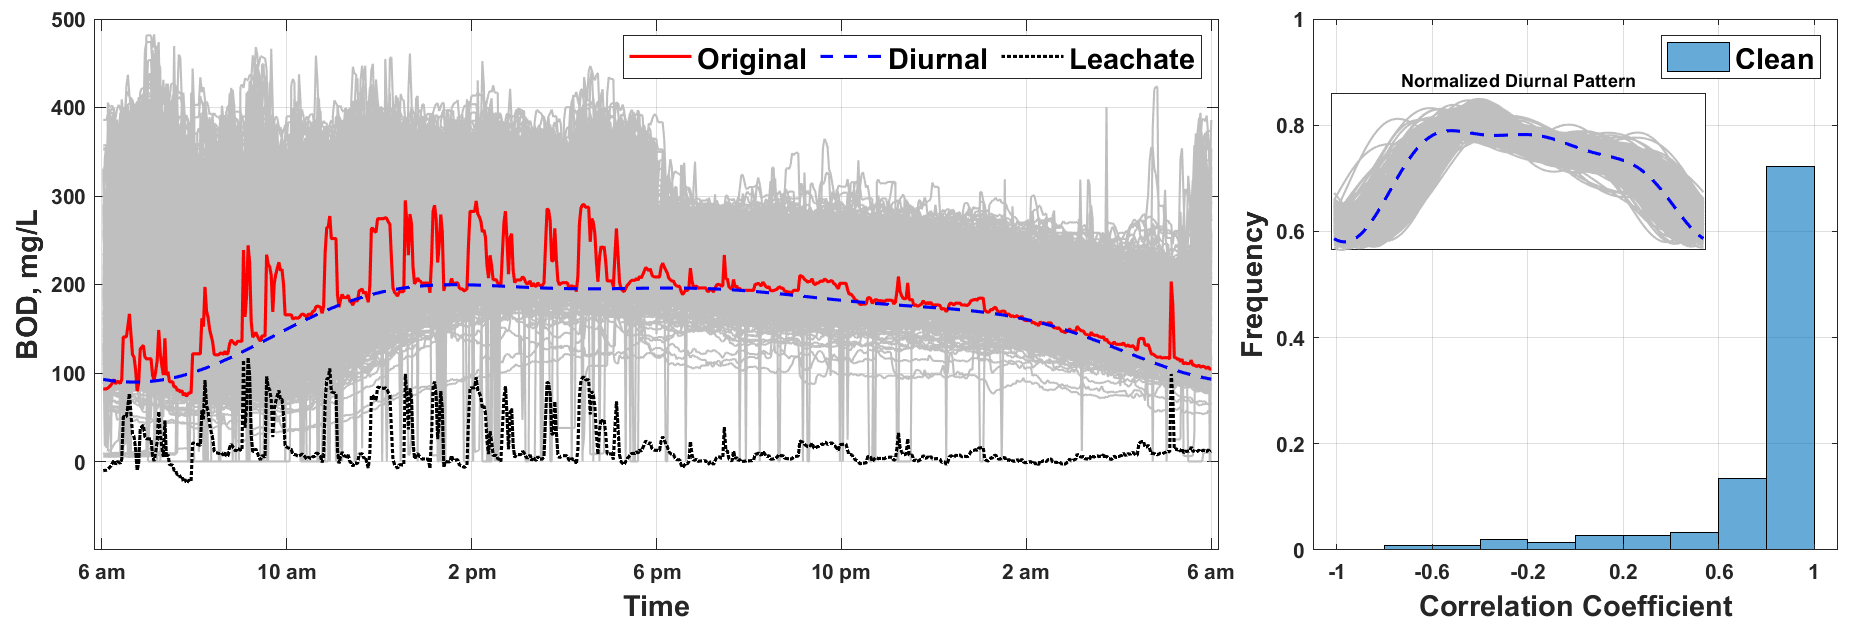 500
400
300
200
100
0
BOD, mg/L
Original Diurnal Leachate
6 am 10 am 2 pm 6 pm 10 pm 2 am 6 am
Time
1
0.8
0.6
0.4
0.2
0
Frequency
Clean
Normalized Diurnal Pattern
-1 -0.6 -0.2 0.2 0.6 1
Correlation Coefficient